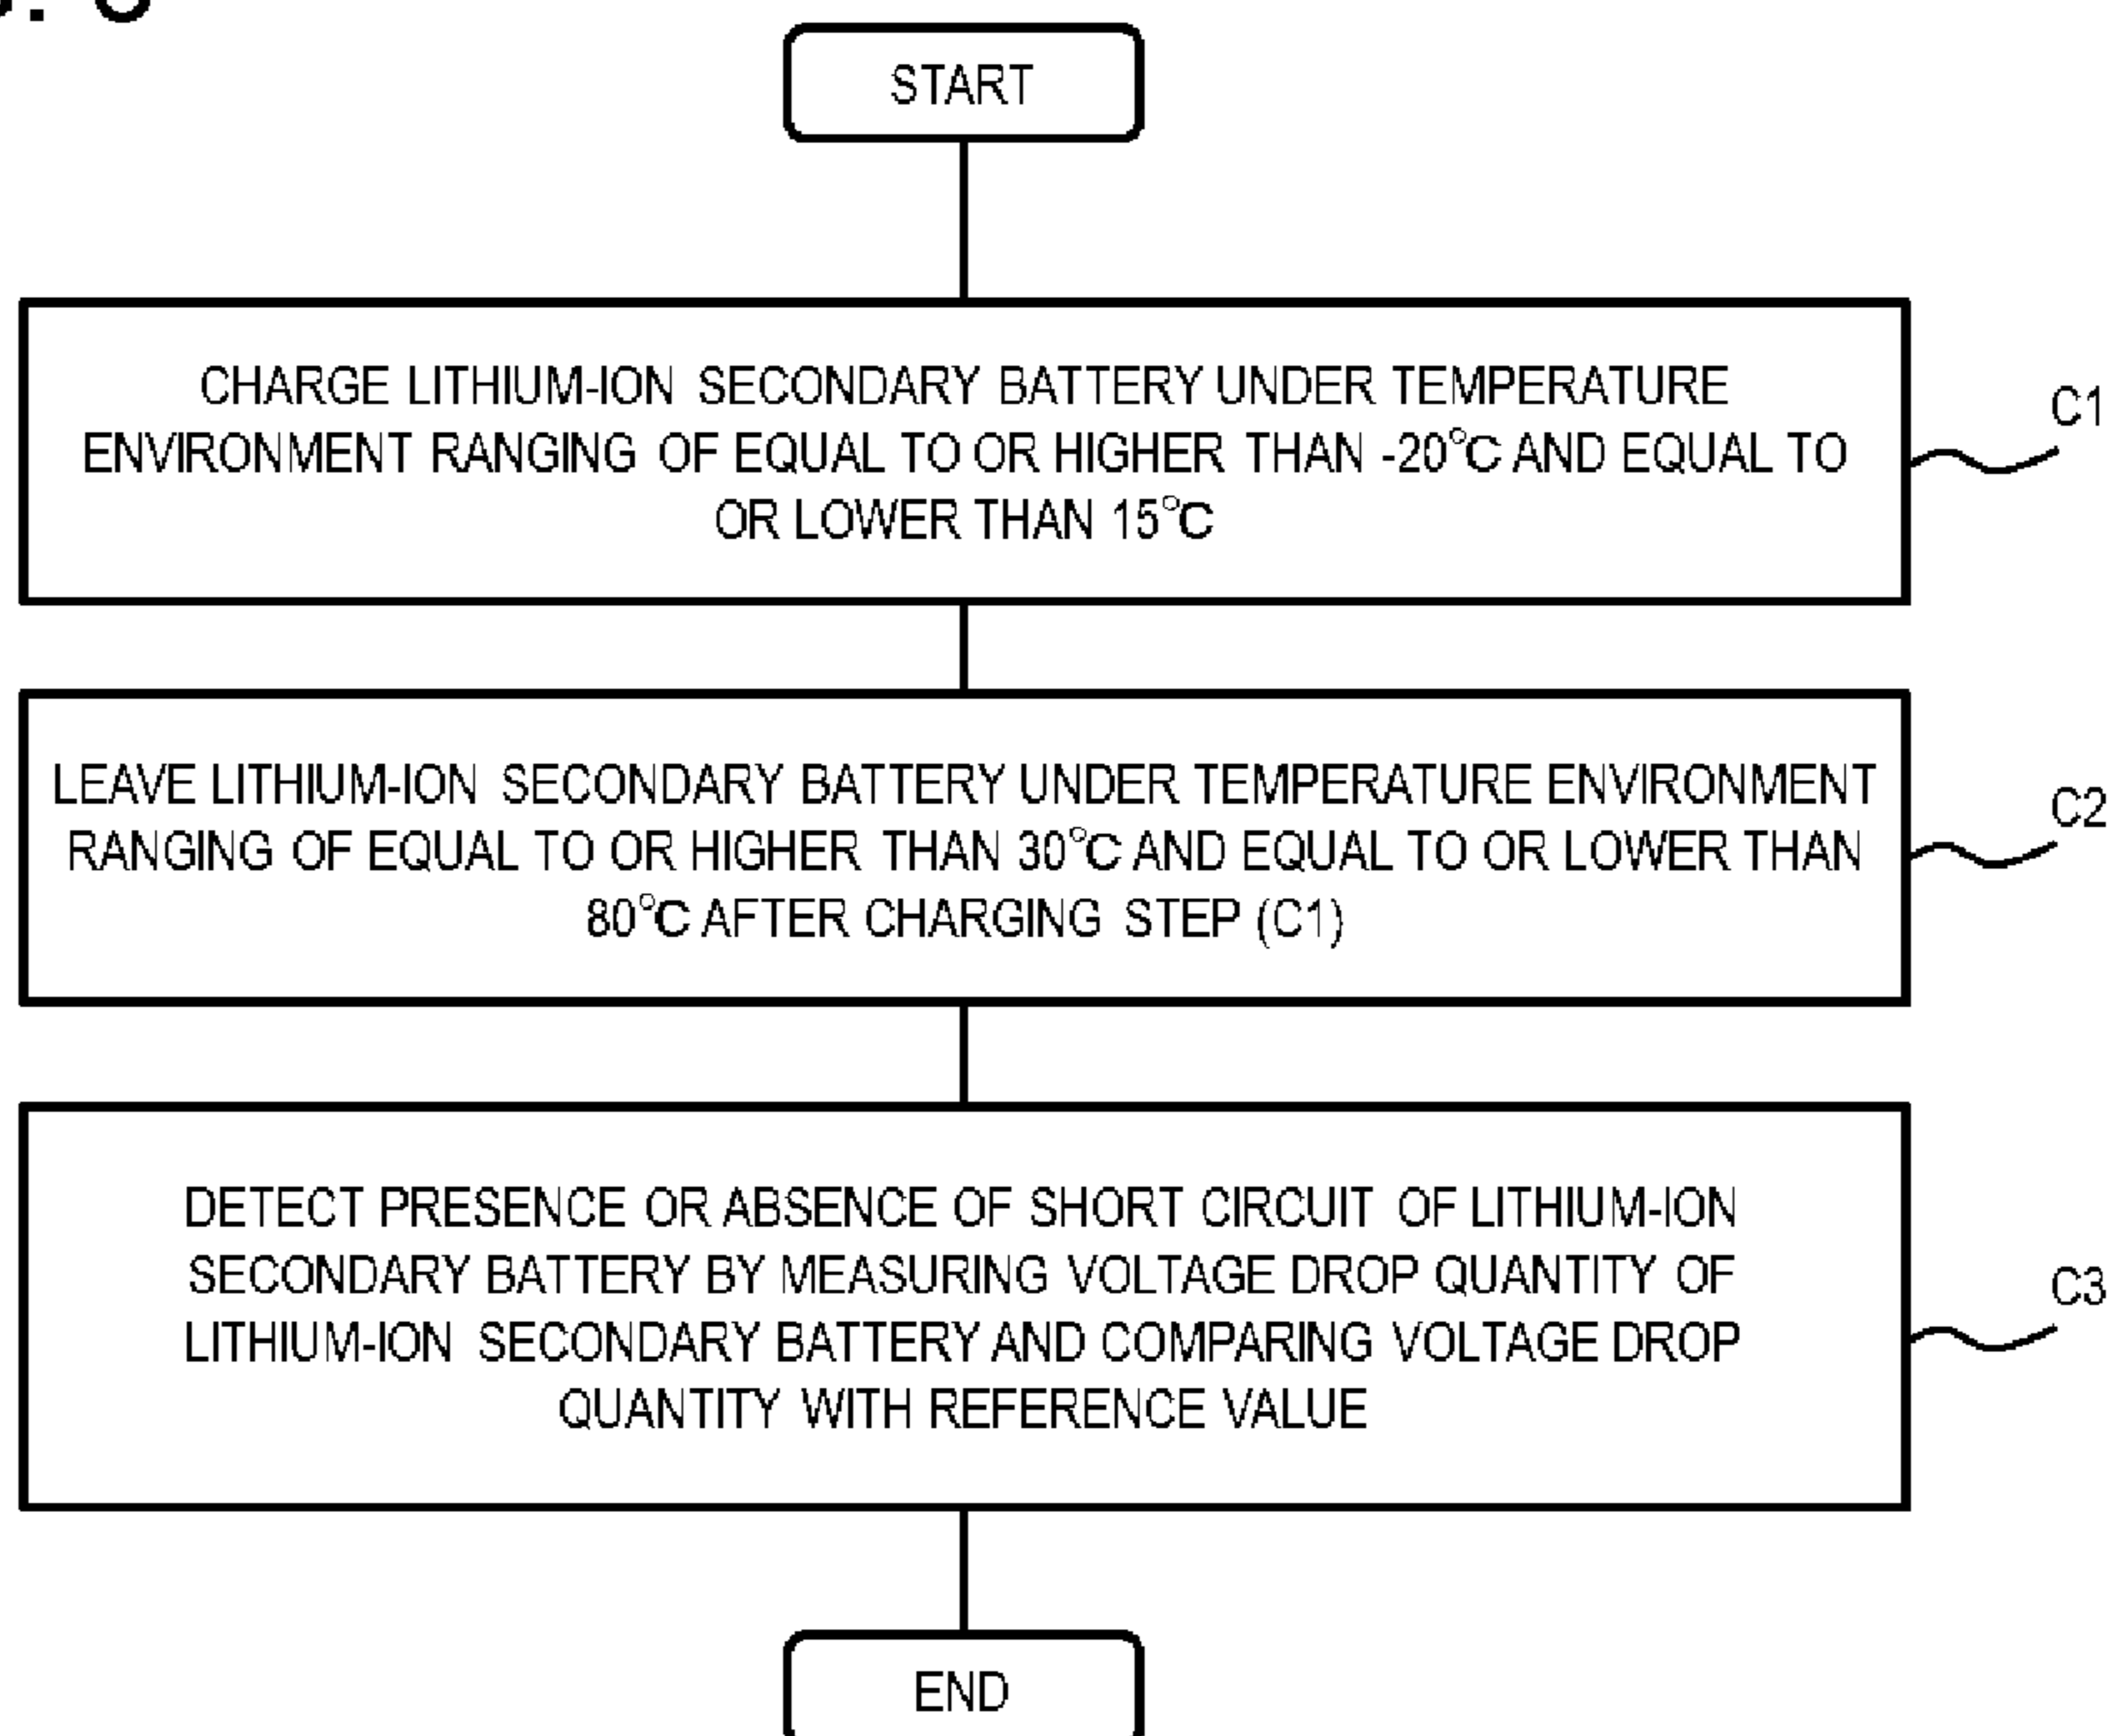 START
CHARGE LITHIUM-ION SECONDARY BATTERY UNDER TEMPERATURE
ENVIRONMENT RANGING OF EQUAL TO OR HIGHER THAN -20°C AND EQUAL TO
OR LOWER THAN 15°C
C1
LEAVE LITHIUM-ION SECONDARY BATTERY UNDER TEMPERATURE ENVIRONMENT
RANGING OF EQUAL TO OR HIGHER THAN 30°C AND EQUAL TO OR LOWER THAN
80°C AFTER CHARGING STEP (C1)
C2
DETECT PRESENCE OR ABSENCE OF SHORT CIRCUIT OF LITHIUM-ION
SECONDARY BATTERY BY MEASURING VOLTAGE DROP QUANTITY OF
LITHIUM-ION SECONDARY BATTERY AND COMPARING VOLTAGE DROP
QUANTITY WITH REFERENCE VALUE
C3
END